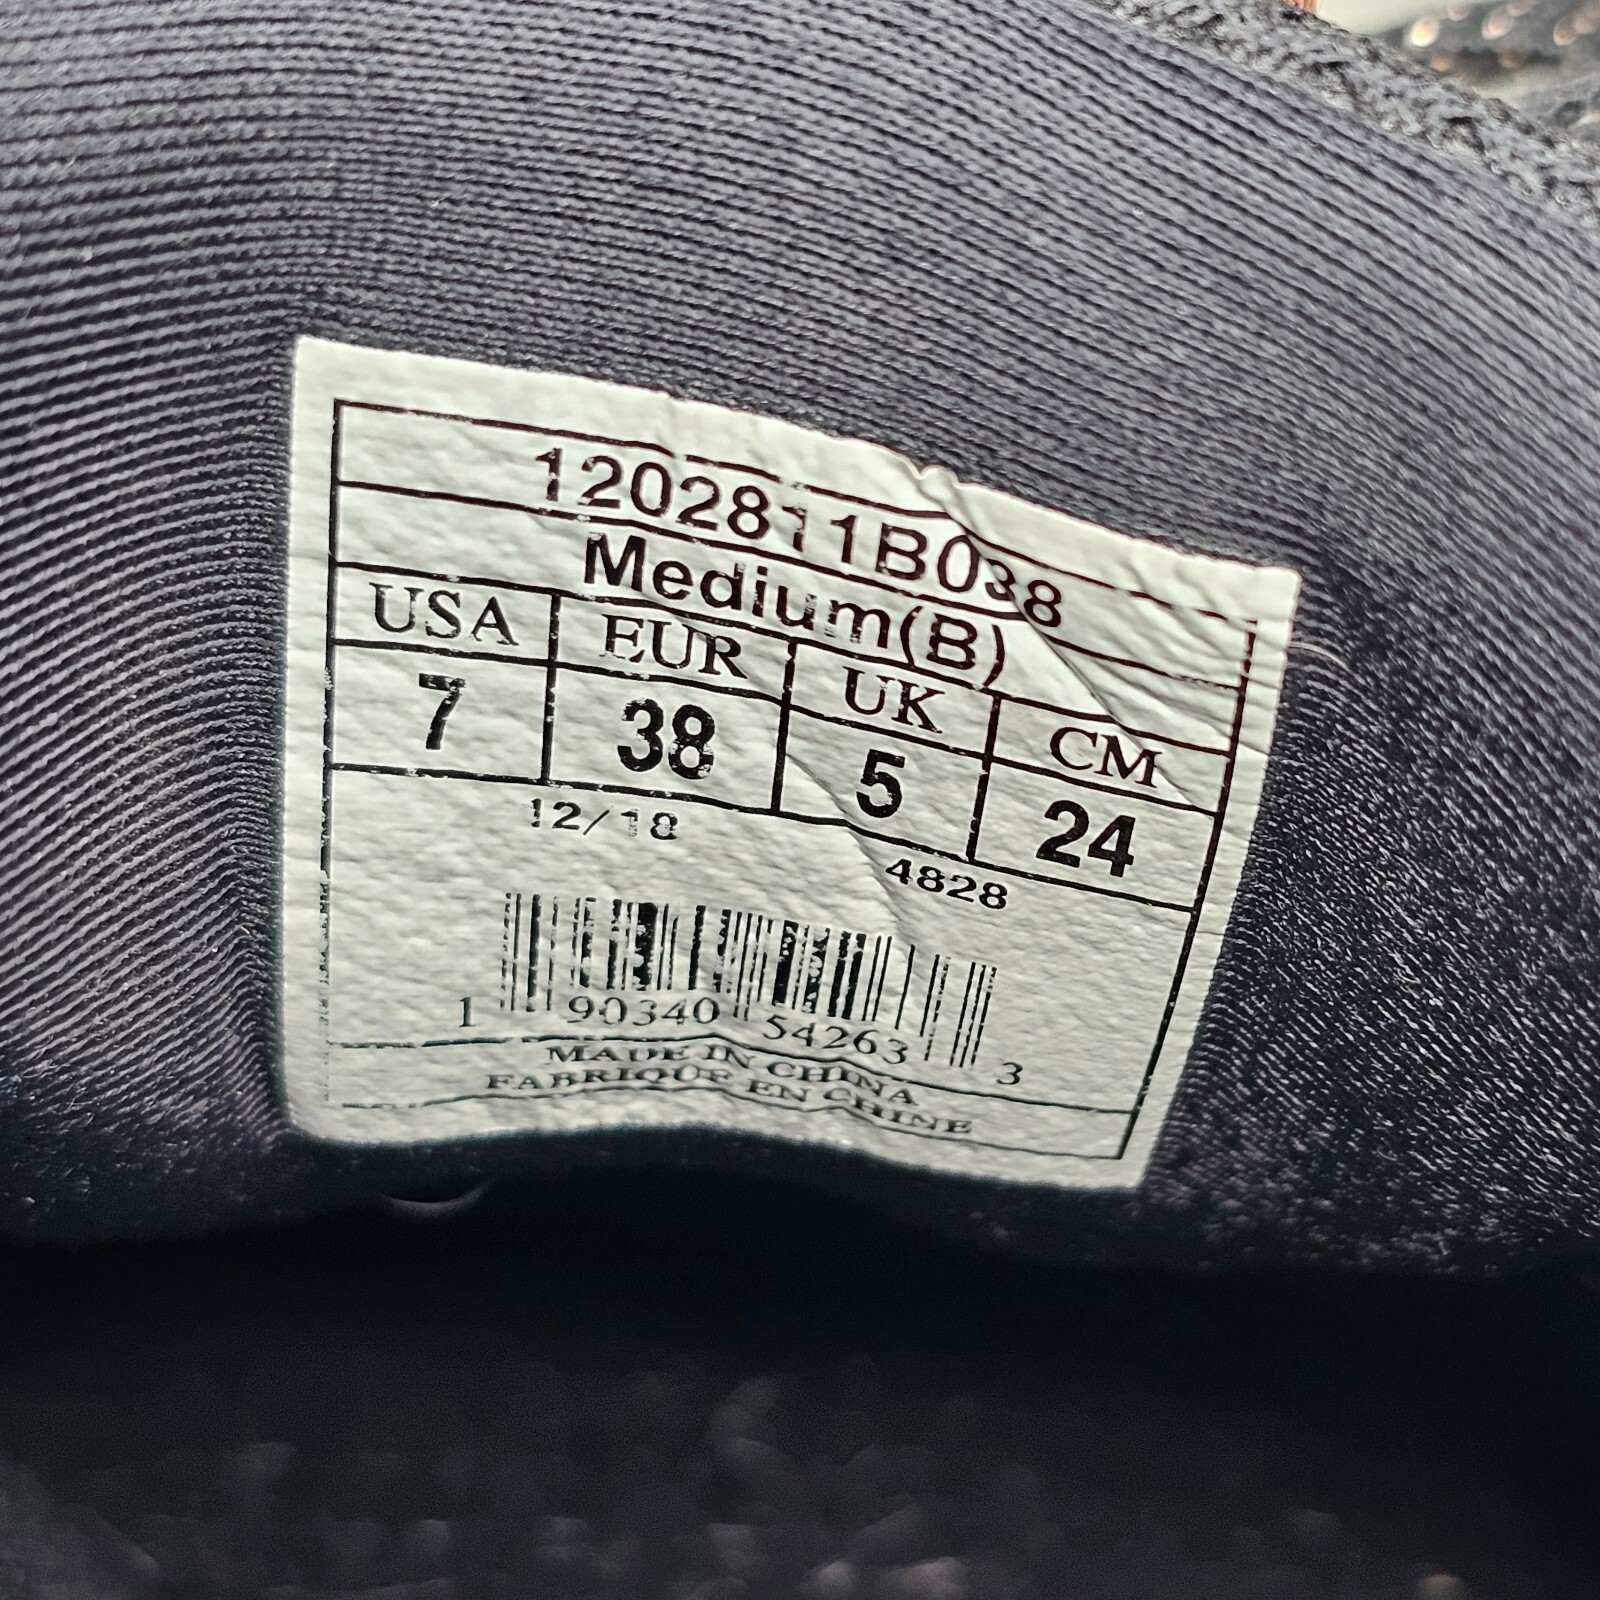 1202811B038
Medium(B)
USA EUR UK CM
7 38 5 24
12/18 4828
1 90340 54263 3
MADE IN CHINA
FABRIQUE EN CHINE